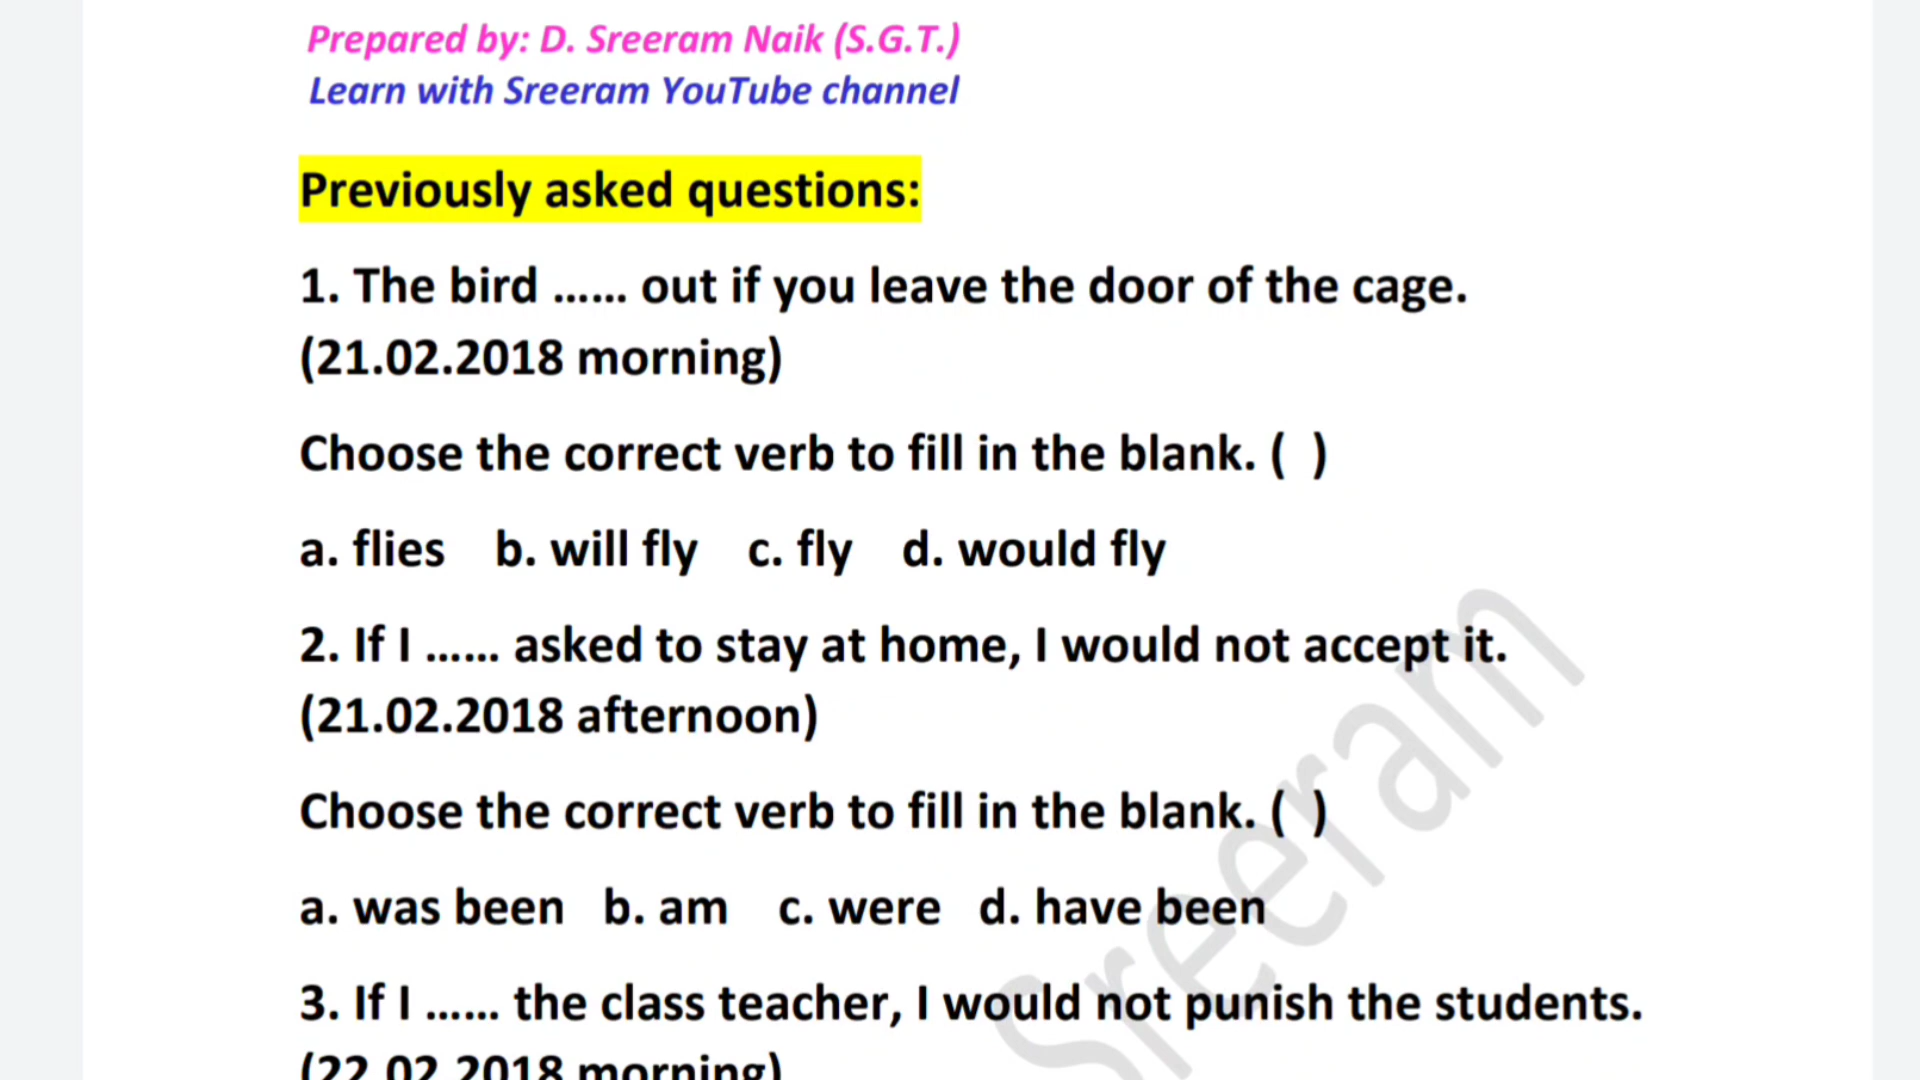 Prepared by: D. Sreeram Naik (S.G.T.)
Learn with Sreeram YouTube channel
Previously asked questions:
1. The bird ...... out if you leave the door of the cage.
(21.02.2018 morning)
Choose the correct verb to fill in the blank. ( )
a. flies b. will fly c. fly d. would fly
2. If I ...... asked to stay at home, I would not accept it.
(21.02.2018 afternoon)
Choose the correct verb to fill in the blank. ( )
a. was been b. am c. were d. have been
3. If I ...... the class teacher, I would not punish the students.
(22.02.2018 morning)
Sreeram